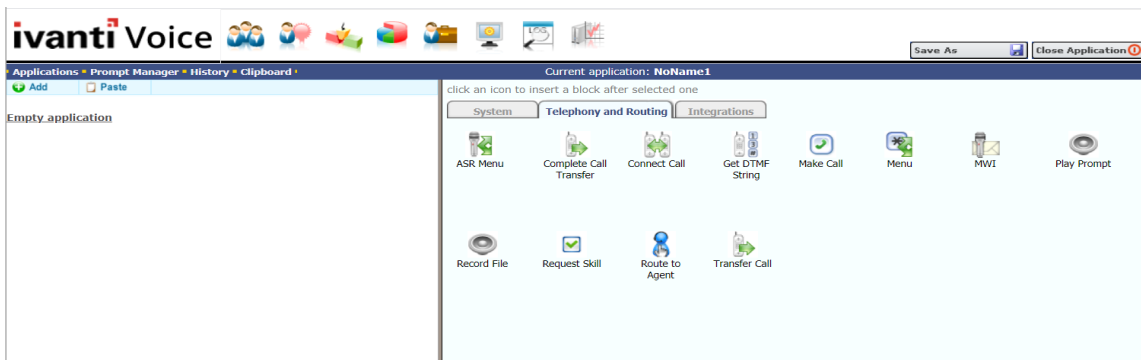 ivanti Voice
LOG
Save As
Close Application
Applications Prompt Manager History Clipboard
Current application: NoName1
Add
Paste
click an icon to insert a block after selected one
Empty application
System
Telephony and Routing
Integrations
ASR Menu
Complete Call
Transfer
Connect Call
Get DTMF
String
Make Call
Menu
MWI
Play Prompt
Record File
Request Skill
Route to
Agent
Transfer Call